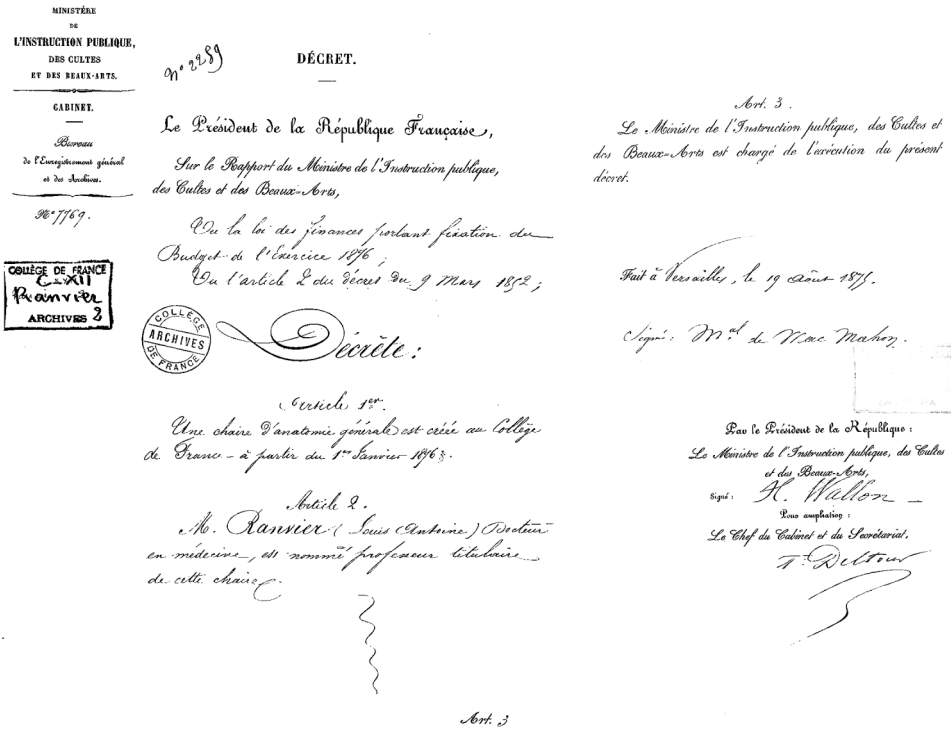 MINISTÈRE
DE
L'INSTRUCTION PUBLIQUE,
DES CULTES
ET DES BEAUX-ARTS.
CABINET.
Bureau
de l'Enregistrement général
et des Archives.
N° 7769.
COLLÈGE DE FRANCE
C-XII
Ranvier
ARCHIVES 2
N° 2289
DÉCRET.
Le Président de la République Française,
Sur le Rapport du Ministre de l'Instruction publique,
des Cultes et des Beaux-Arts,
Vu la loi des finances portant fixation du
Budget de l'Exercice 1876;
Vu l'article 2 du décret du 9 Mars 1852;
COLLÈGE
ARCHIVES
DE FRANCE
Décrète:
Article 1er.
Une chaire d'anatomie générale est créée au Collège
de France - à partir du 1er Janvier 1876.
Article 2.
M. Ranvier (Louis Antoine) Docteur
en médecine, est nommé professeur titulaire
de cette chaire.
Art. 3
Art. 3.
Le Ministre de l'Instruction publique, des Cultes et
des Beaux-Arts est chargé de l'exécution du présent
décret.
Fait à Versailles, le 19 Août 1875.
Signé: Mal de Mac Mahon.
Par le Président de la République:
Le Ministre de l'Instruction publique, des Cultes
et des Beaux-Arts,
Signé: H. Wallon
Pour ampliation:
Le Chef du Cabinet et du Secrétariat,
Deltour